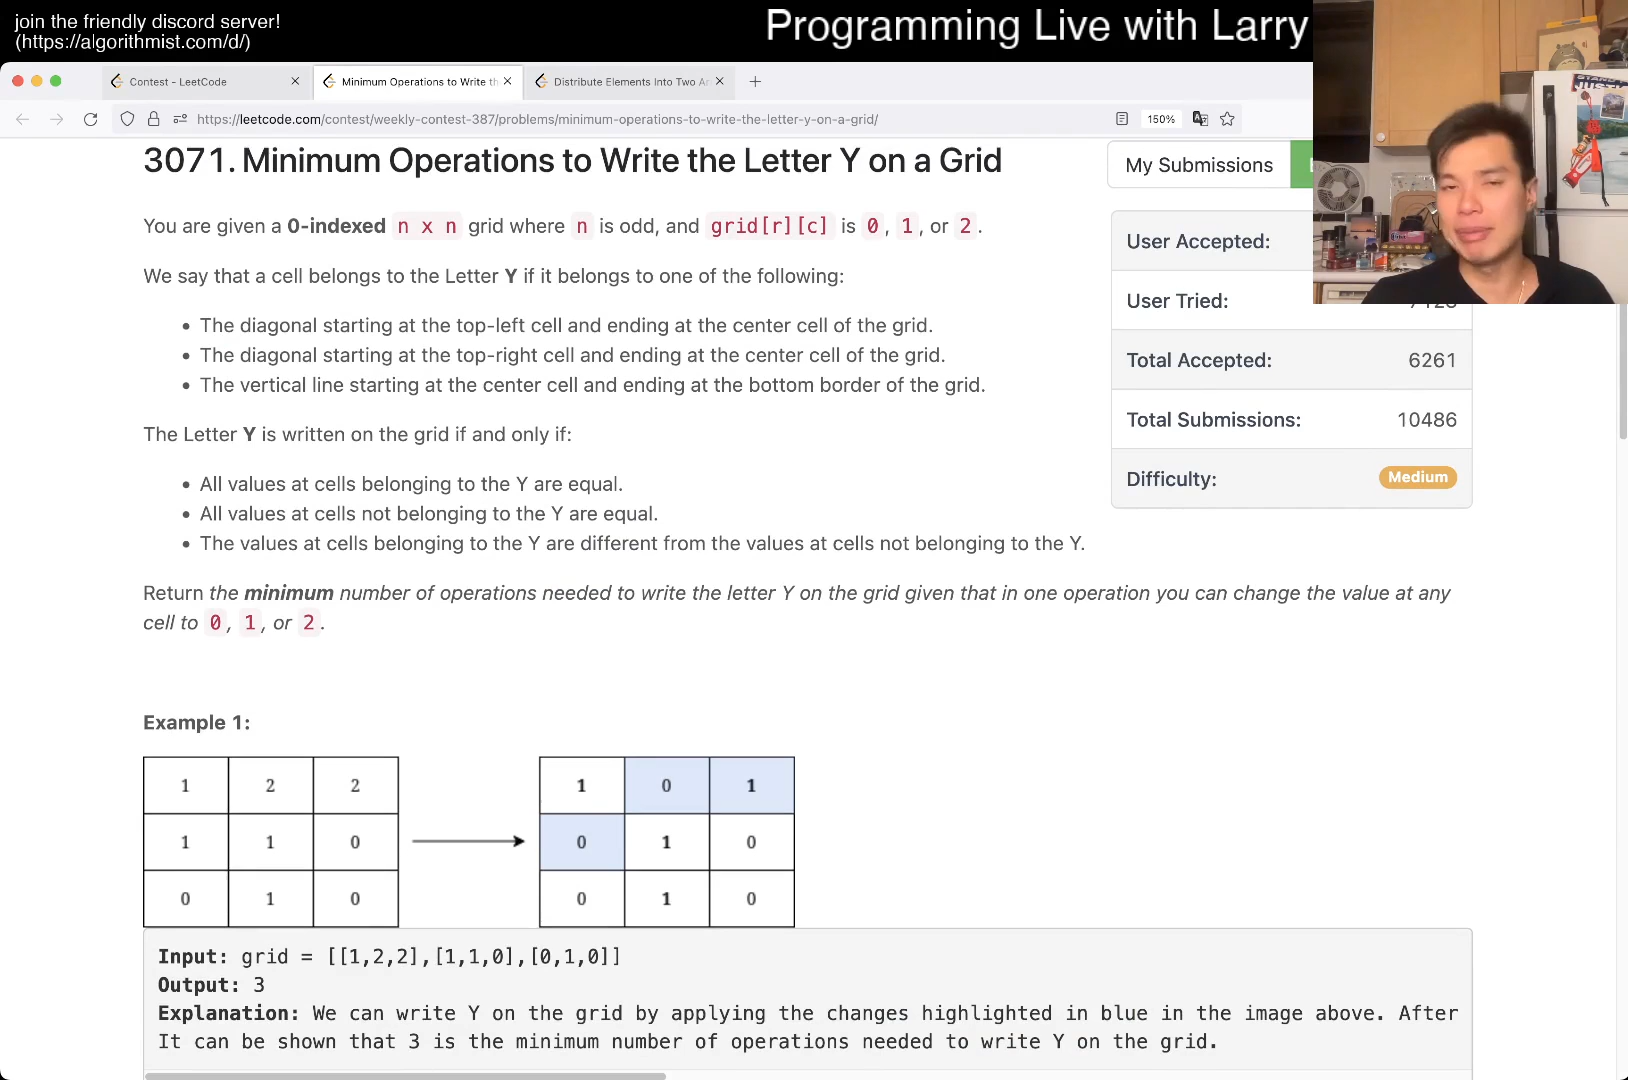 join the friendly discord server!
(https://algorithmist.com/d/)
Programming Live with Larry
Contest - LeetCode
Minimum Operations to Write th
Distribute Elements Into Two Ar
https://leetcode.com/contest/weekly-contest-387/problems/minimum-operations-to-write-the-letter-y-on-a-grid/
150%
3071. Minimum Operations to Write the Letter Y on a Grid
My Submissions
You are given a 0-indexed n x n grid where n is odd, and grid[r][c] is 0, 1, or 2.
User Accepted:
We say that a cell belongs to the Letter Y if it belongs to one of the following:
User Tried:
• The diagonal starting at the top-left cell and ending at the center cell of the grid.
• The diagonal starting at the top-right cell and ending at the center cell of the grid.
• The vertical line starting at the center cell and ending at the bottom border of the grid.
Total Accepted: 6261
Total Submissions: 10486
The Letter Y is written on the grid if and only if:
Difficulty: Medium
• All values at cells belonging to the Y are equal.
• All values at cells not belonging to the Y are equal.
• The values at cells belonging to the Y are different from the values at cells not belonging to the Y.
Return the minimum number of operations needed to write the letter Y on the grid given that in one operation you can change the value at any
cell to 0, 1, or 2.
Example 1:
1 2 2 1 0 1
1 1 0 0 1 0
0 1 0 0 1 0
Input: grid = [[1,2,2],[1,1,0],[0,1,0]]
Output: 3
Explanation: We can write Y on the grid by applying the changes highlighted in blue in the image above. After
It can be shown that 3 is the minimum number of operations needed to write Y on the grid.